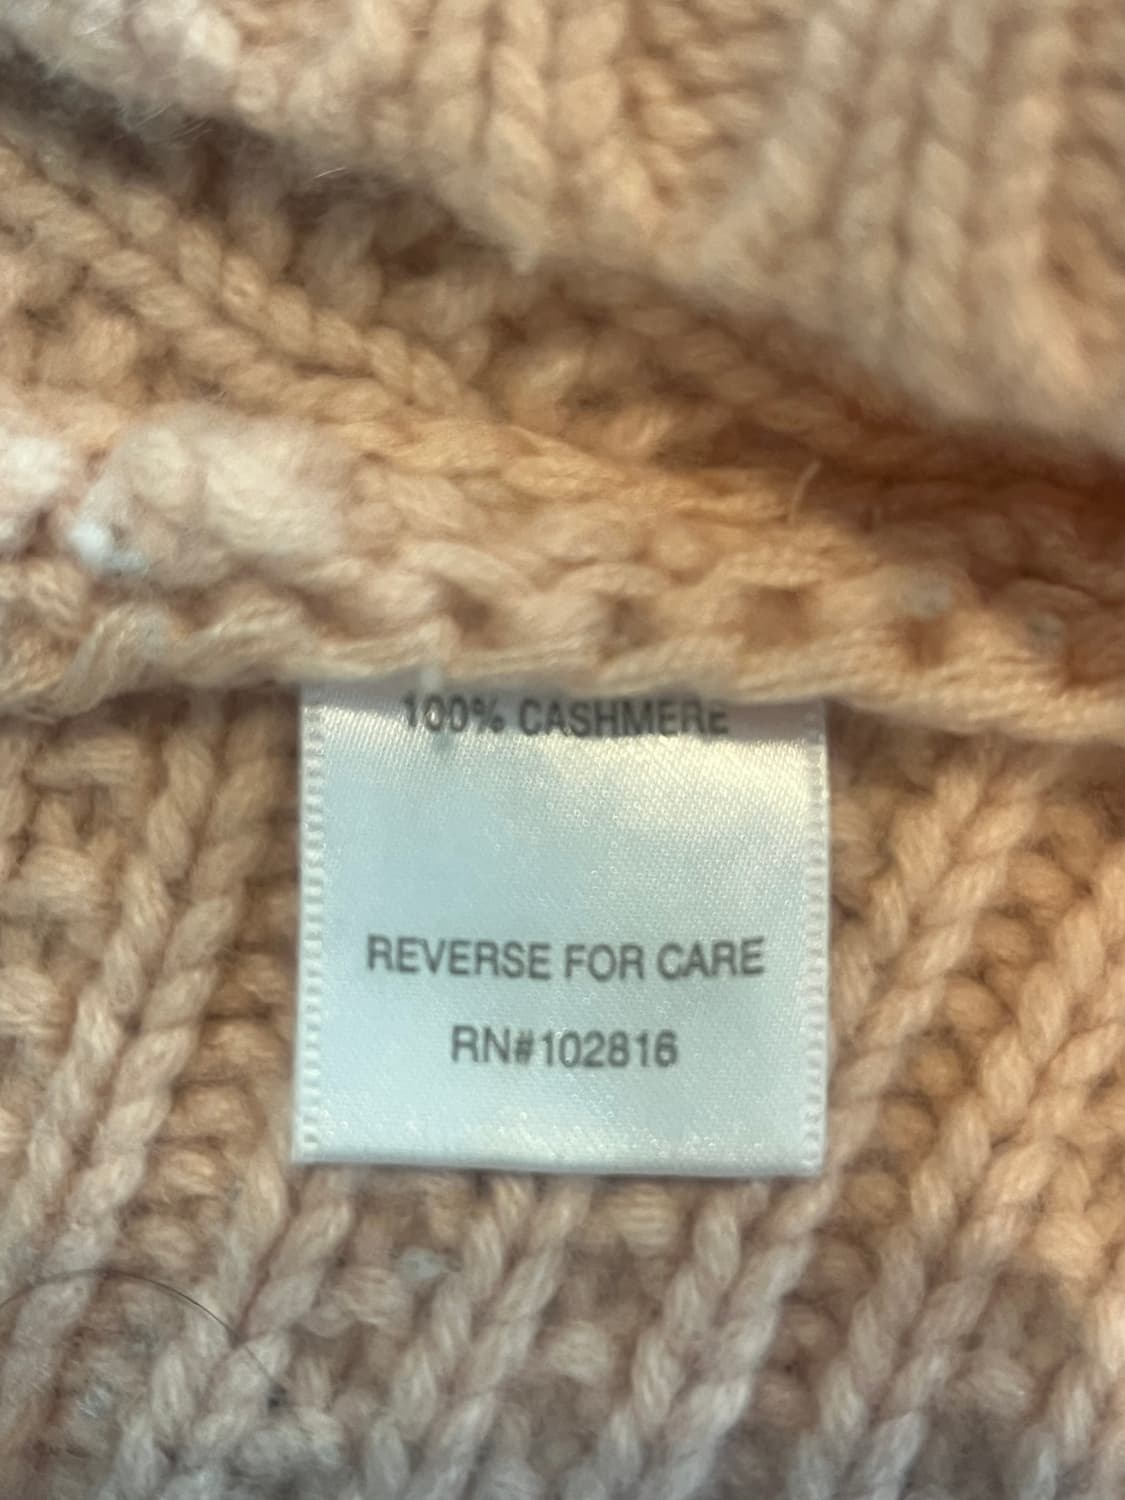 100% CASHMERE
REVERSE FOR CARE
RN#102816